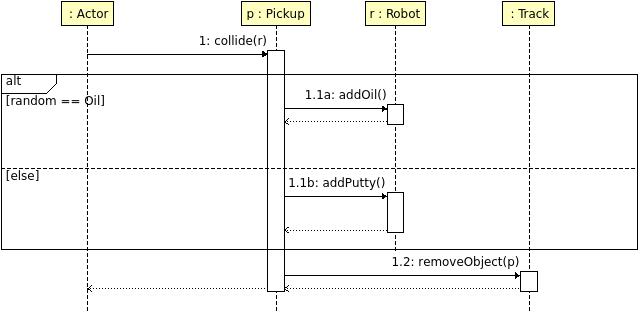 : Actor
p : Pickup
r : Robot
: Track
1: collide(r)
alt
[random == Oil]
1.1a: addOil()
[else]
1.1b: addPutty()
1.2: removeObject(p)